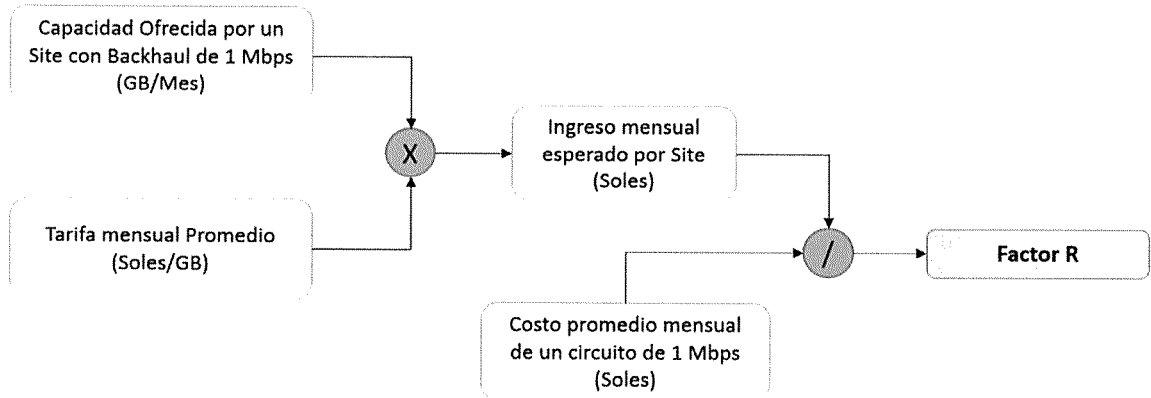 Capacidad Ofrecida por un
Site con Backhaul de 1 Mbps
(GB/Mes)
X
Ingreso mensual
esperado por Site
(Soles)
Tarifa mensual Promedio
(Soles/GB)
/
Factor R
Costo promedio mensual
de un circuito de 1 Mbps
(Soles)